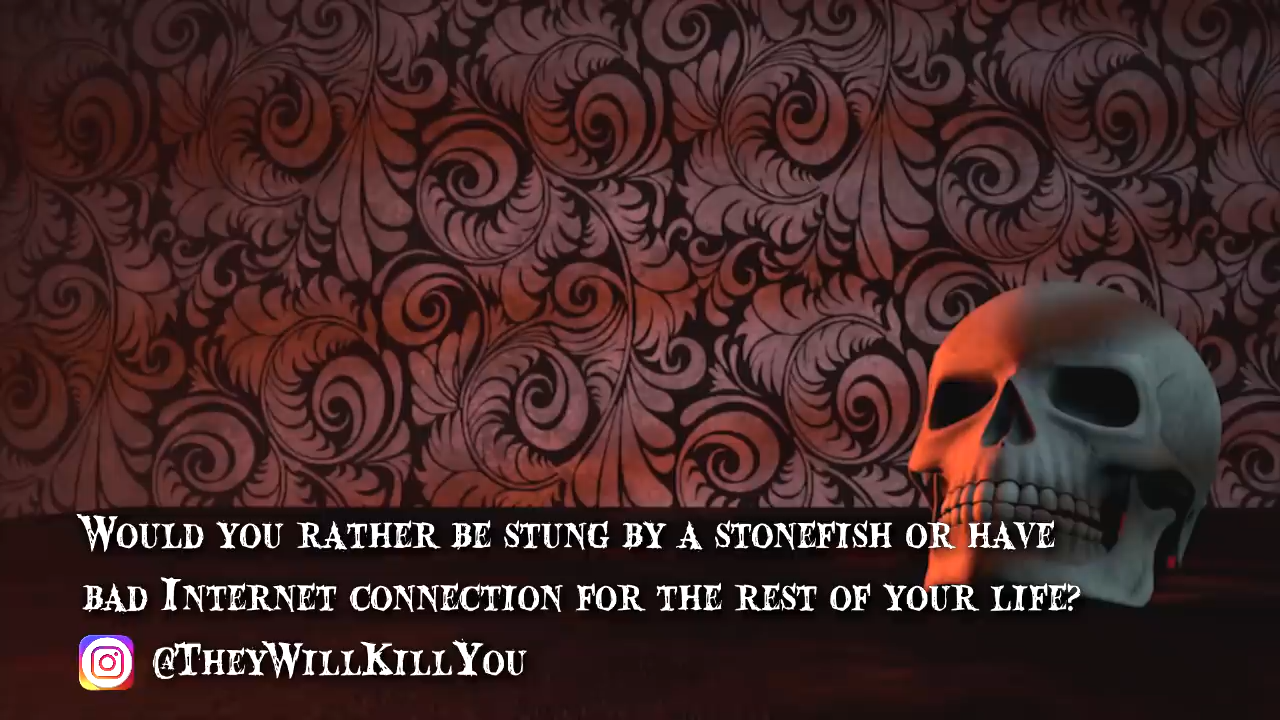 Would you rather be stung by a stonefish or have
bad Internet connection for the rest of your life?
@TheyWillKillYou